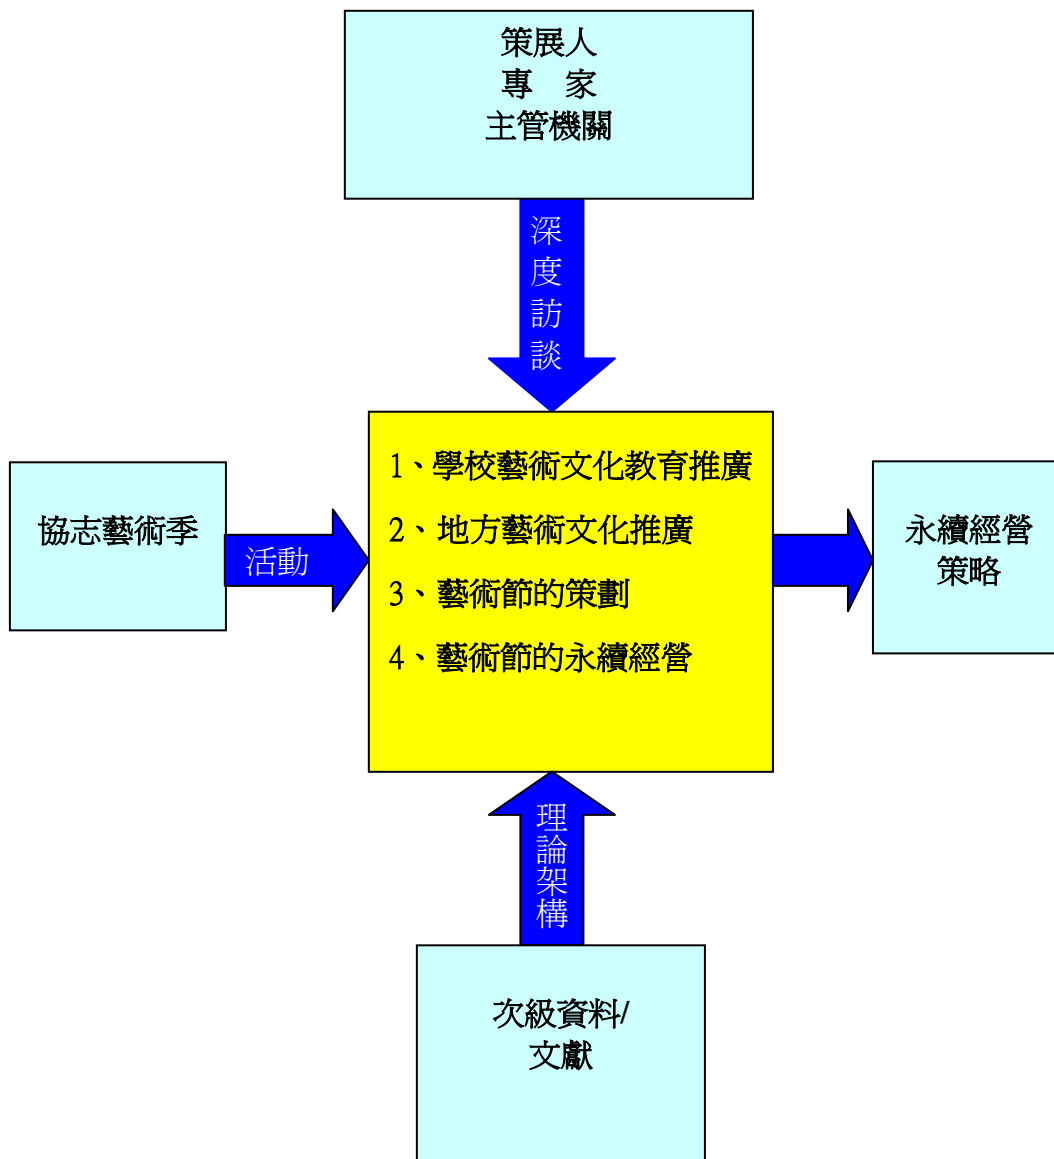 策展人
專　家
主管機關
深度訪談
協志藝術季
活動
1、學校藝術文化教育推廣
2、地方藝術文化推廣
3、藝術節的策劃
4、藝術節的永續經營
永續經營
策略
理論架構
次級資料/
文獻